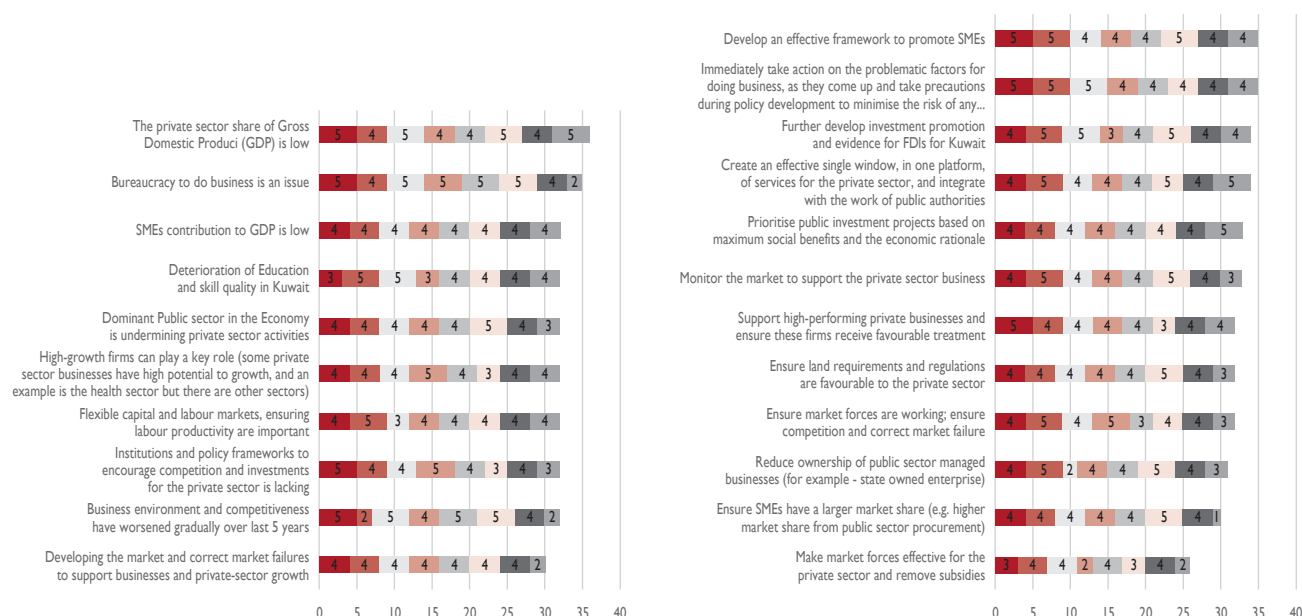 The private sector share of Gross
Domestic Produci (GDP) is low
5 4 5 4 4 5 4 5
Bureaucracy to do business is an issue
5 4 5 5 5 5 4 2
SMEs contribution to GDP is low
4 4 4 4 4 4 4 4
Deterioration of Education
and skill quality in Kuwait
3 5 5 3 4 4 4 4
Dominant Public sector in the Economy
is undermining private sector activities
4 4 4 4 4 5 4 3
High-growth firms can play a key role (some private
sector businesses have high potential to growth, and an
example is the health sector but there are other sectors)
4 4 4 5 4 3 4 4
Flexible capital and labour markets, ensuring
labour productivity are important
4 5 3 4 4 4 4 4
Institutions and policy frameworks to
encourage competition and investments
for the private sector is lacking
5 4 4 5 4 3 4 3
Business environment and competitiveness
have worsened gradually over last 5 years
5 2 5 4 5 5 4 2
Developing the market and correct market failures
to support businesses and private-sector growth
4 4 4 4 4 4 4 2
0 5 10 15 20 25 30 35 40
Develop an effective framework to promote SMEs
5 5 4 4 4 5 4 4
Immediately take action on the problematic factors for
doing business, as they come up and take precautions
during policy development to minimise the risk of any...
5 5 5 4 4 4 4 4
Further develop investment promotion
and evidence for FDIs for Kuwait
4 5 5 3 4 5 4 4
Create an effective single window, in one platform,
of services for the private sector, and integrate
with the work of public authorities
4 5 4 4 4 5 4 5
Prioritise public investment projects based on
maximum social benefits and the economic rationale
4 4 4 4 4 4 4 5
Monitor the market to support the private sector business
4 5 4 4 4 5 4 3
Support high-performing private businesses and
ensure these firms receive favourable treatment
5 4 4 4 4 3 4 4
Ensure land requirements and regulations
are favourable to the private sector
4 4 4 4 4 5 4 3
Ensure market forces are working; ensure
competition and correct market failure
4 5 4 5 3 4 4 3
Reduce ownership of public sector managed
businesses (for example - state owned enterprise)
4 5 2 4 4 5 4 3
Ensure SMEs have a larger market share (e.g. higher
market share from public sector procurement)
4 4 4 4 4 5 4 1
Make market forces effective for the
private sector and remove subsidies
3 4 4 2 4 3 4 2
0 5 10 15 20 25 30 35 40